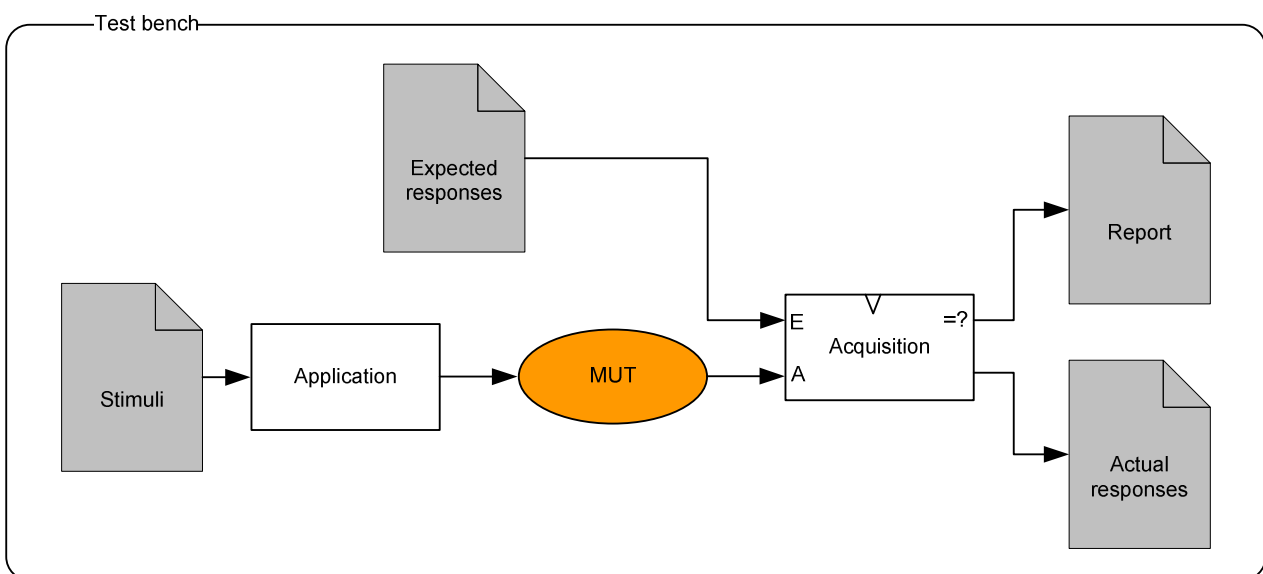 Test bench
Expected
responses
Stimuli
Application
MUT
E
A
Acquisition
=?
Report
Actual
responses